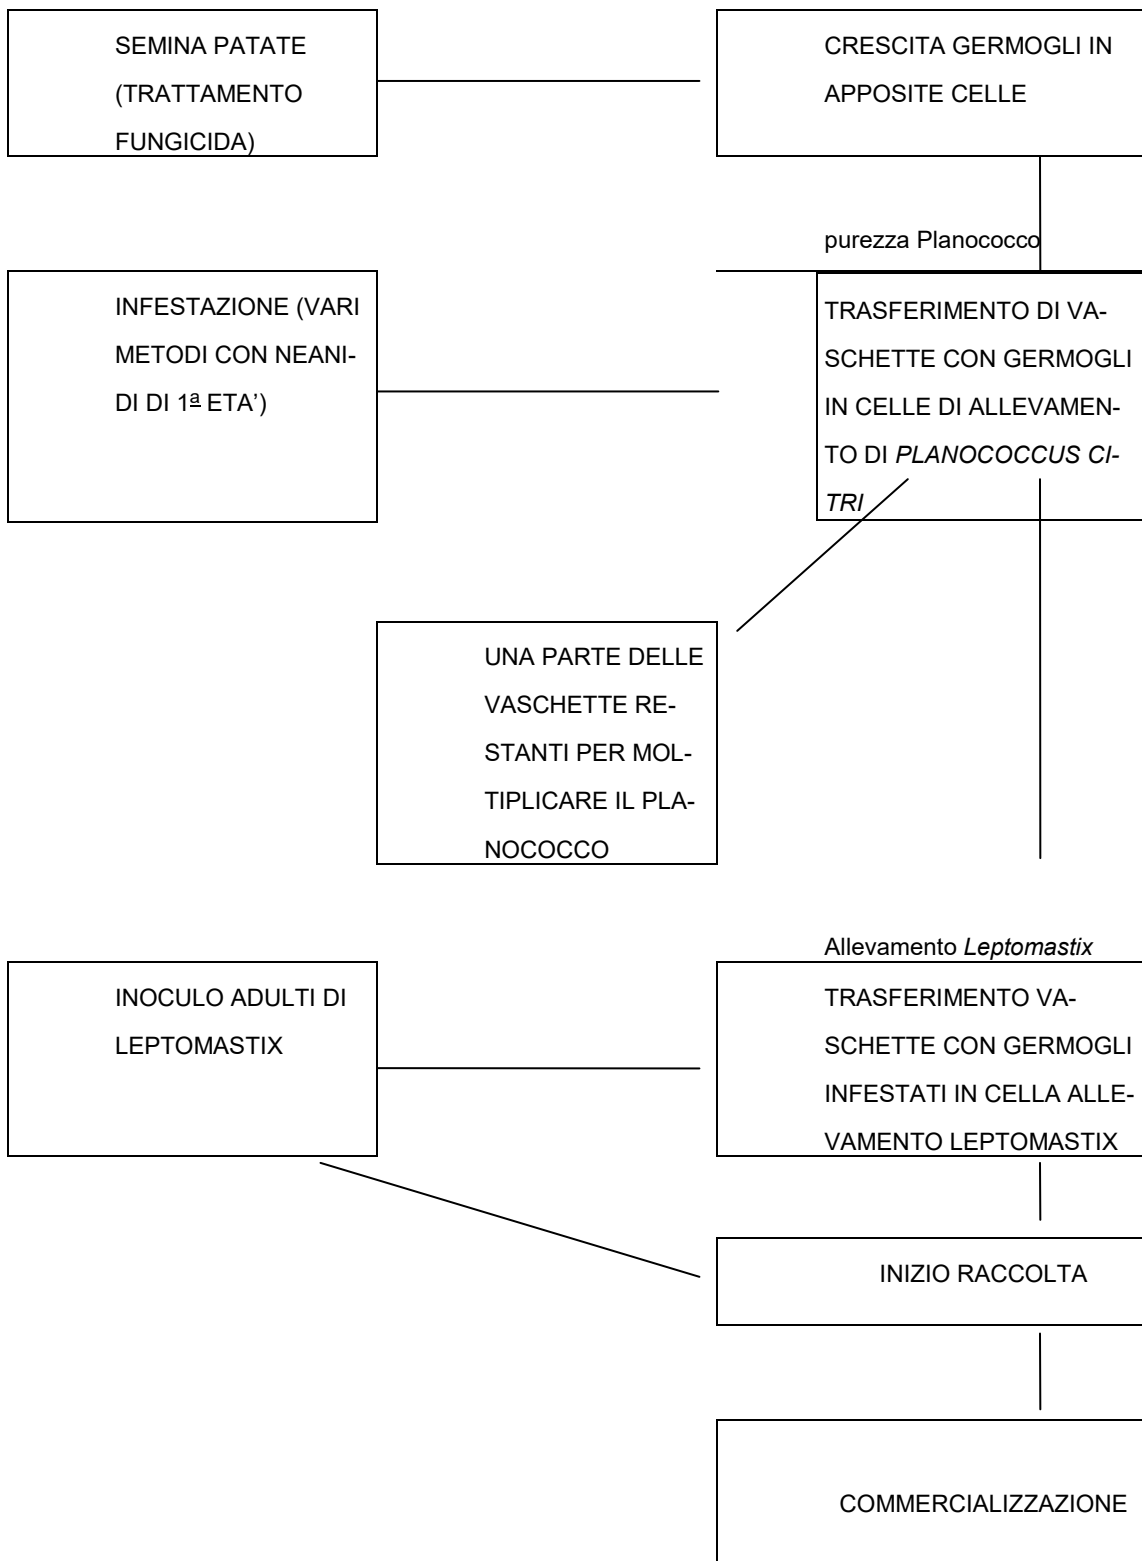 SEMINA PATATE
(TRATTAMENTO
FUNGICIDA)
CRESCITA GERMOGLI IN
APPOSITE CELLE
purezza Planococco
INFESTAZIONE (VARI
METODI CON NEANI-
DI DI 1ª ETA’)
TRASFERIMENTO DI VA-
SCHETTE CON GERMOGLI
IN CELLE DI ALLEVAMEN-
TO DI PLANOCOCCUS CI-
TRI
UNA PARTE DELLE
VASCHETTE RE-
STANTI PER MOL-
TIPLICARE IL PLA-
NOCOCCO
Allevamento Leptomastix
INOCULO ADULTI DI
LEPTOMASTIX
TRASFERIMENTO VA-
SCHETTE CON GERMOGLI
INFESTATI IN CELLA ALLE-
VAMENTO LEPTOMASTIX
INIZIO RACCOLTA
COMMERCIALIZZAZIONE